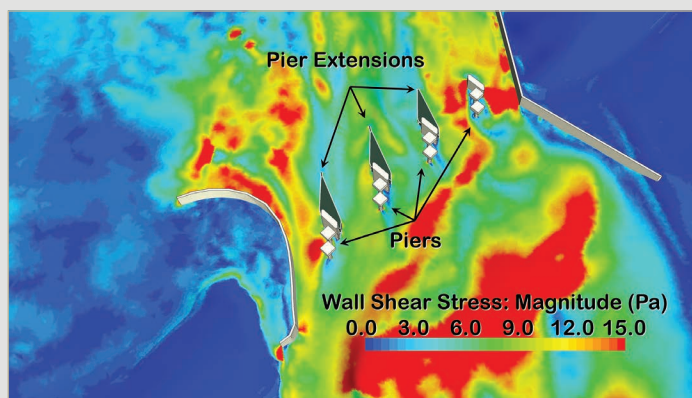 Pier Extensions
Piers
Wall Shear Stress: Magnitude (Pa)
0.0 3.0 6.0 9.0 12.0 15.0